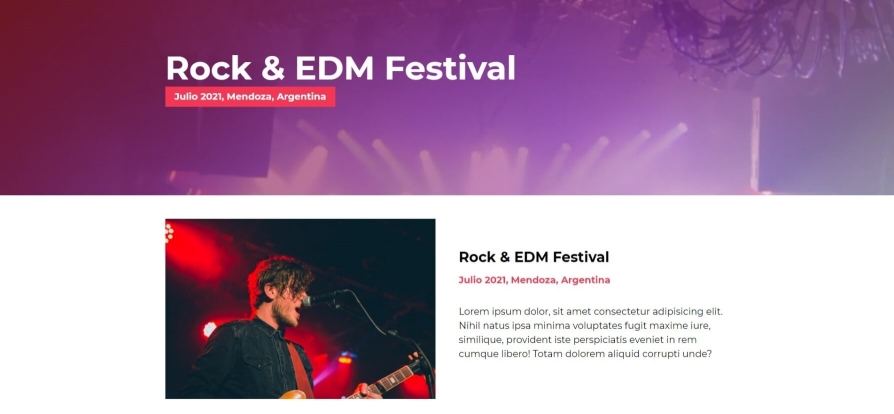 Rock & EDM Festival
Julio 2021, Mendoza, Argentina
Rock & EDM Festival
Julio 2021, Mendoza, Argentina
Lorem ipsum dolor, sit amet consectetur adipisicing elit.
Nihil natus ipsa minima voluptates fugit maxime iure,
similique, provident iste perspiciatis eveniet in rem
cumque libero! Totam dolorem aliquid corrupti unde?